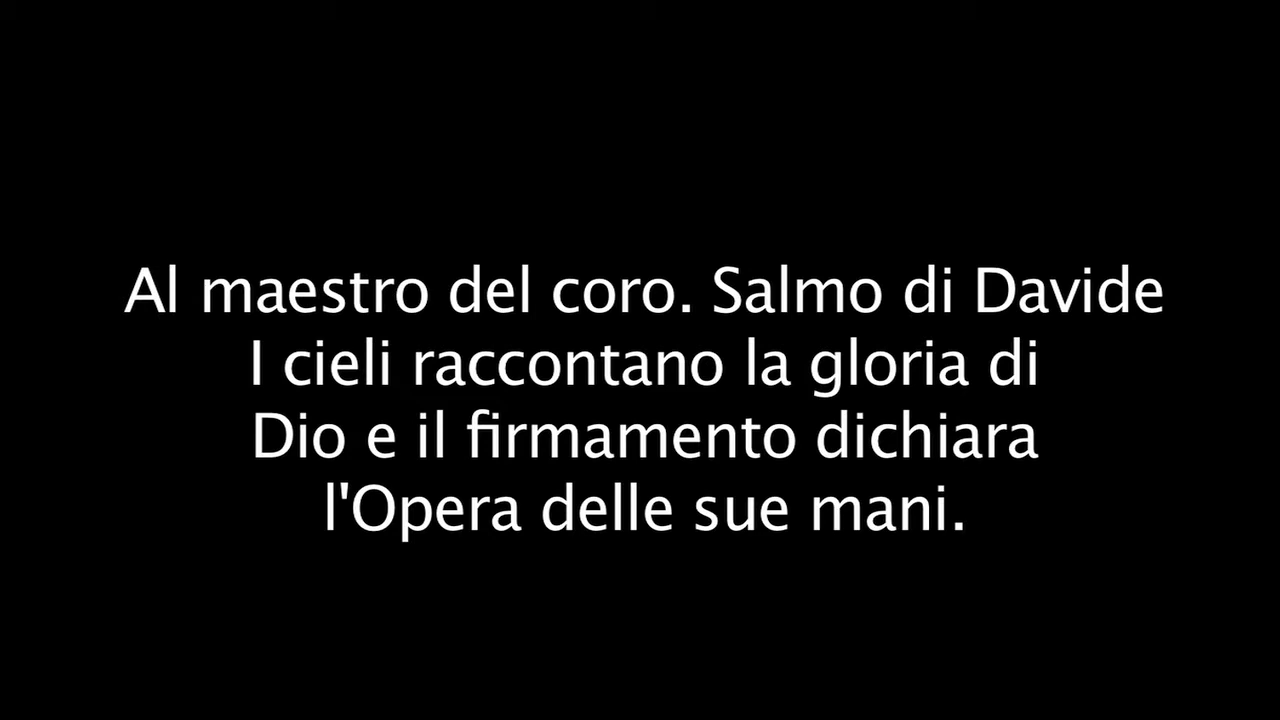 Al maestro del coro. Salmo di Davide
I cieli raccontano la gloria di
Dio e il firmamento dichiara
l'Opera delle sue mani.